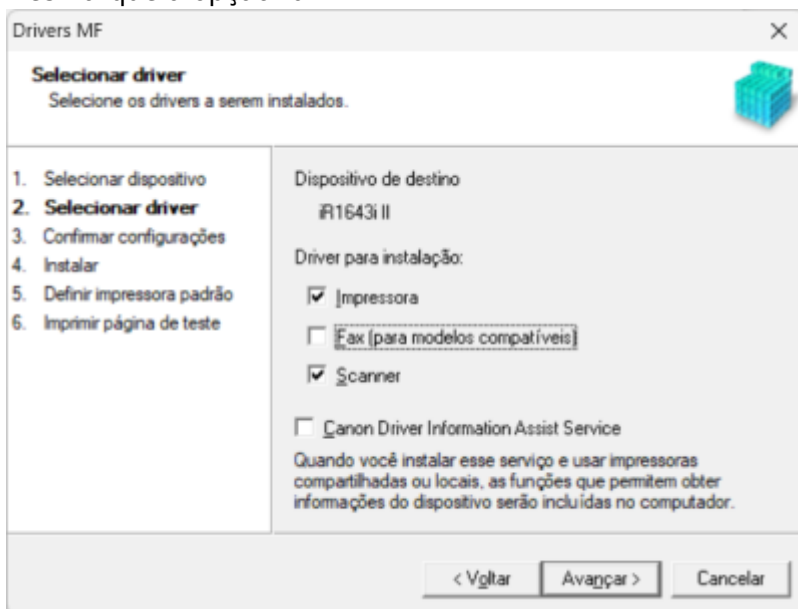 Drivers MF
Selecionar driver
Selecione os drivers a serem instalados.
1. Selecionar dispositivo
2. Selecionar driver
3. Confirmar configurações
4. Instalar
5. Definir impressora padrão
6. Imprimir página de teste
Dispositivo de destino
iR1643i II
Driver para instalação:
Impressora
Fax (para modelos compatíveis)
Scanner
Canon Driver Information Assist Service
Quando você instalar esse serviço e usar impressoras
compartilhadas ou locais, as funções que permitem obter
informações do dispositivo serão incluídas no computador.
< Voltar
Avançar >
Cancelar